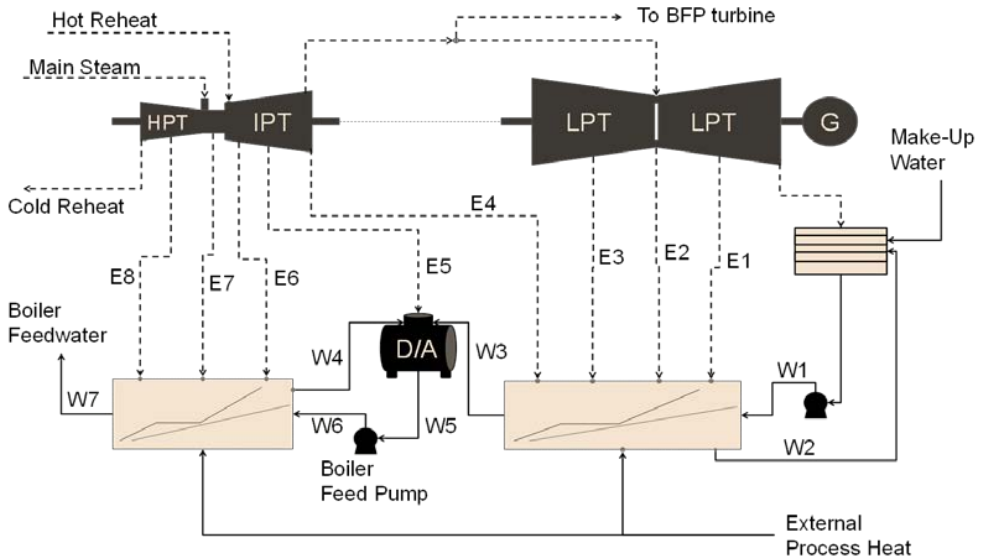 Hot Reheat
To BFP turbine
Main Steam
HPT
IPT
LPT
LPT
G
Make-Up
Water
Cold Reheat
E4
E8
E7
E6
E5
E3
E2
E1
Boiler
Feedwater
W4
D/A
W3
W1
W7
W6
W5
W2
Boiler
Feed Pump
External
Process Heat